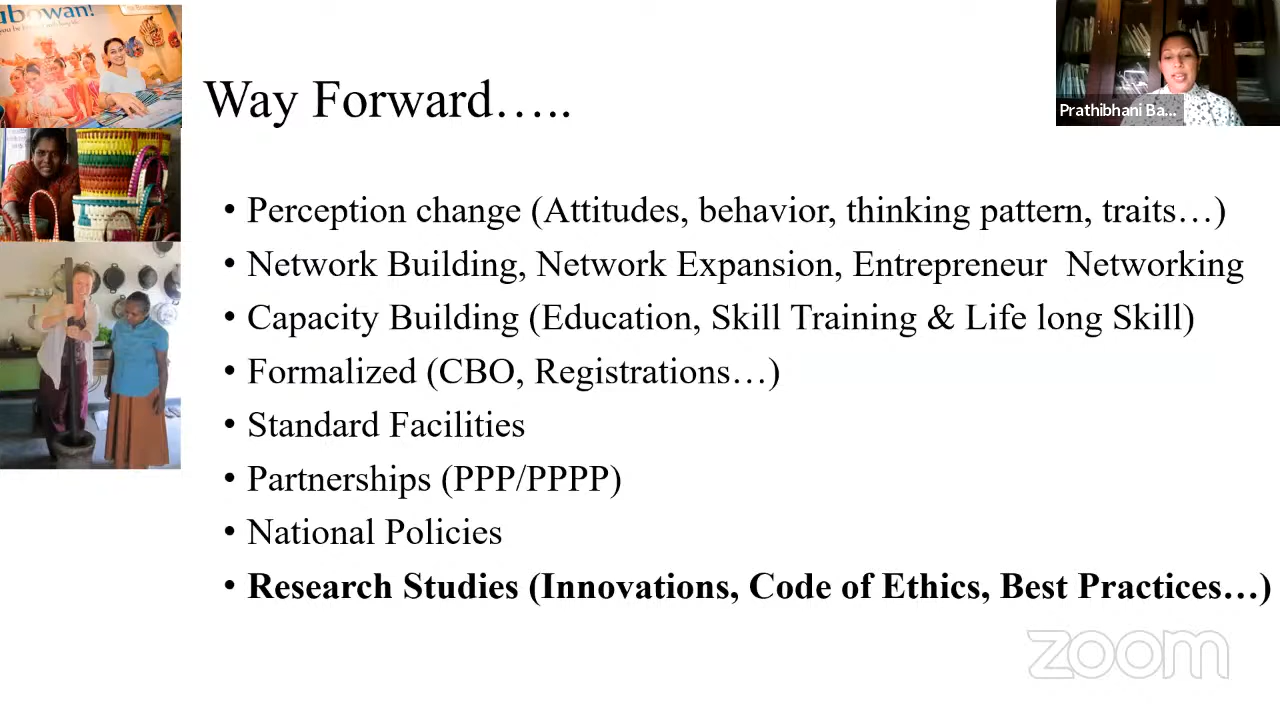 ubowan!
Prathibhani Ba...
Way Forward…..
• Perception change (Attitudes, behavior, thinking pattern, traits…)
• Network Building, Network Expansion, Entrepreneur  Networking
• Capacity Building (Education, Skill Training & Life long Skill)
• Formalized (CBO, Registrations…)
• Standard Facilities
• Partnerships (PPP/PPPP)
• National Policies
• Research Studies (Innovations, Code of Ethics, Best Practices…)
zoom